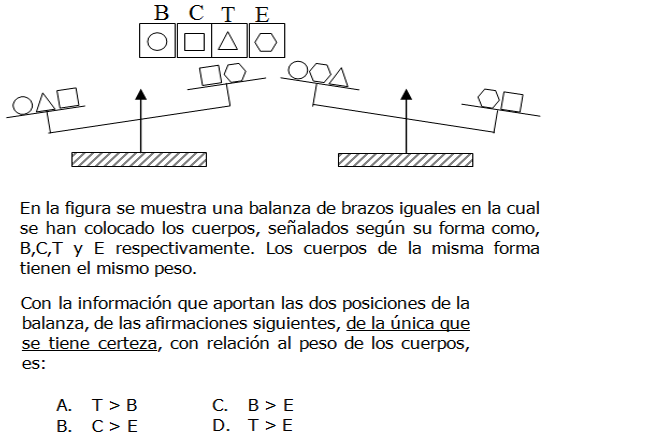 B C T E
En la figura se muestra una balanza de brazos iguales en la cual
se han colocado los cuerpos, señalados según su forma como,
B,C,T y E respectivamente. Los cuerpos de la misma forma
tienen el mismo peso.
Con la información que aportan las dos posiciones de la
balanza, de las afirmaciones siguientes, de la única que
se tiene certeza, con relación al peso de los cuerpos,
es:
A. T > B C. B > E
B. C > E D. T > E